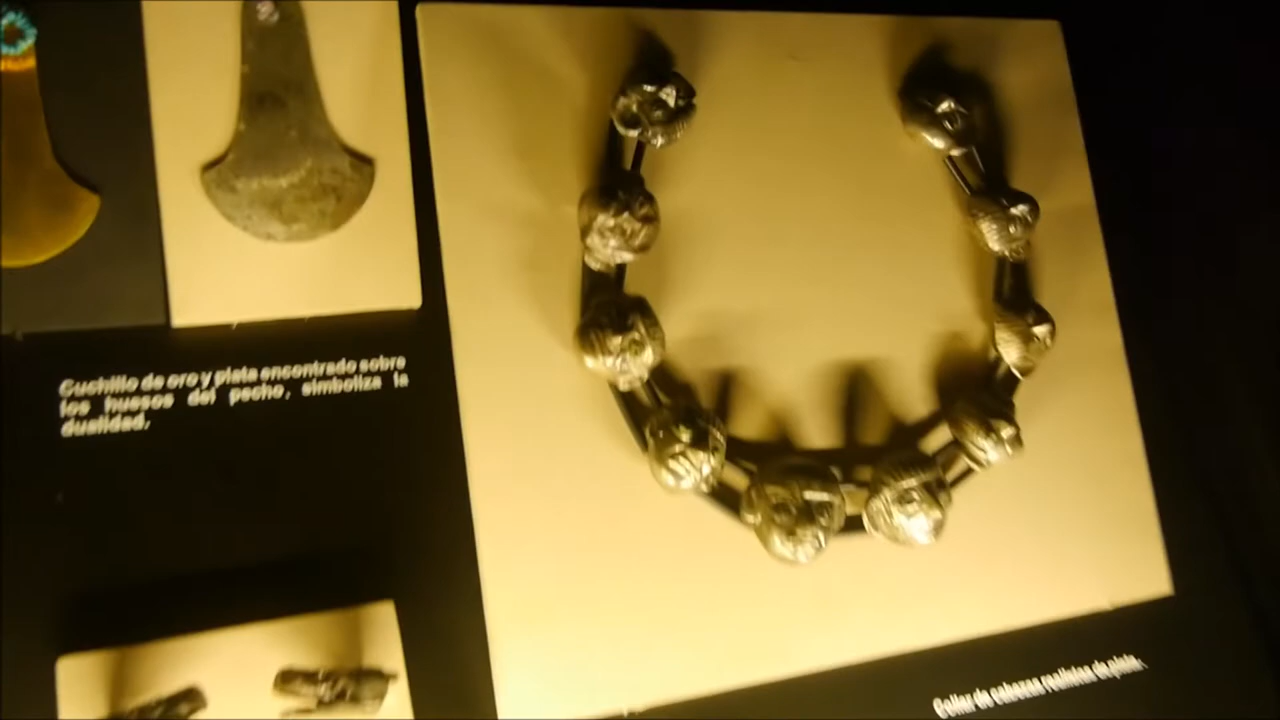 Cuchillo de oro y plata encontrado sobre
los huesos del pecho, simboliza la
dualidad.
Collar de cabezas realistas de plata.